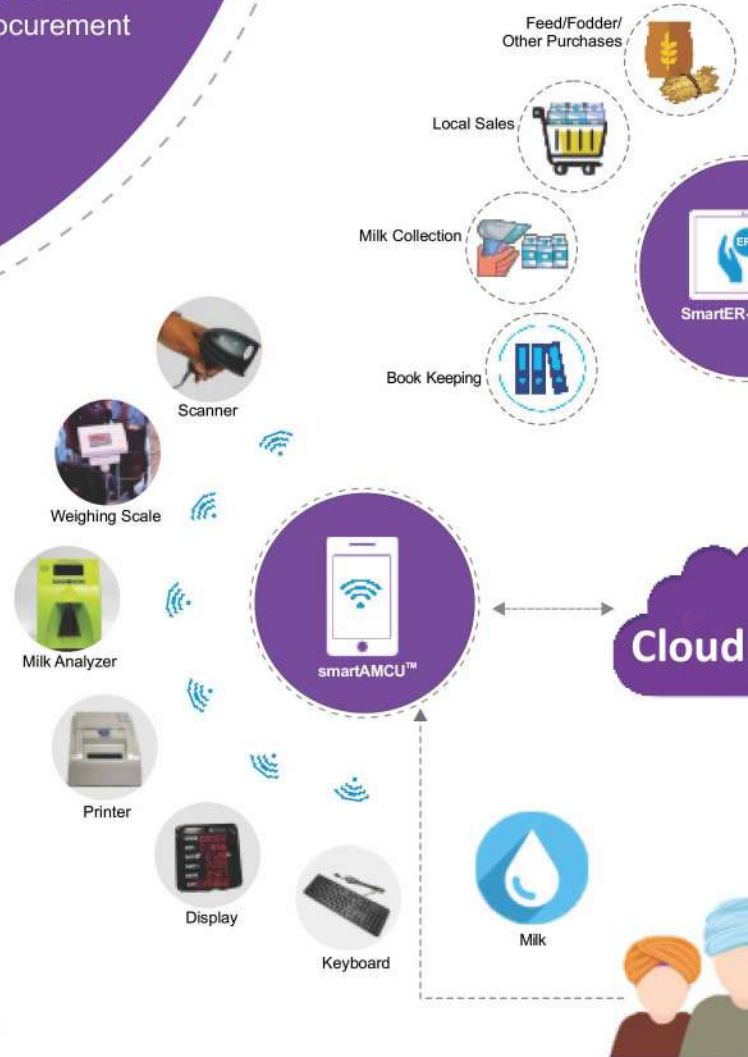 Feed/Fodder/
Other Purchases
Local Sales
Milk Collection
Book Keeping
Scanner
Weighing Scale
Milk Analyzer
Printer
Display
Keyboard
smartAMCU™
Cloud
Milk